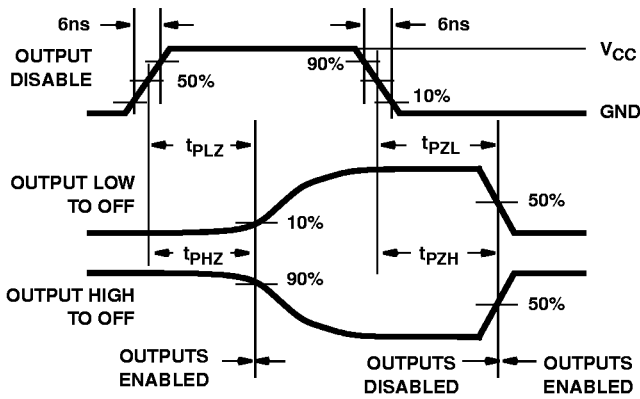 6ns
6ns
OUTPUT
DISABLE
50%
90%
10%
VCC
GND
tPLZ
tPZL
OUTPUT LOW
TO OFF
10%
50%
tPHZ
tPZH
OUTPUT HIGH
TO OFF
90%
50%
OUTPUTS
ENABLED
OUTPUTS
DISABLED
OUTPUTS
ENABLED